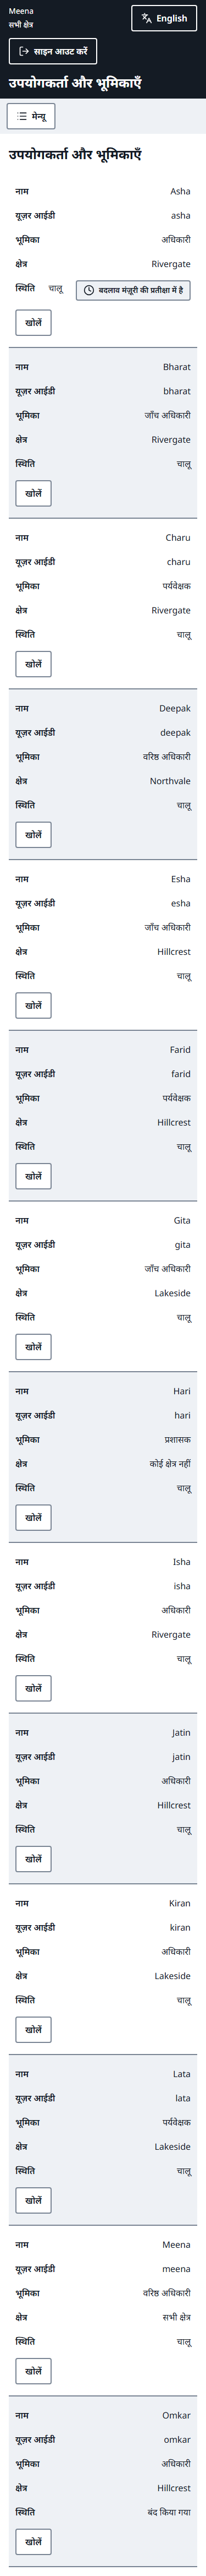 Meena
सभी क्षेत्र
English
साइन आउट करें
उपयोगकर्ता और भूमिकाएँ
मेन्यू
उपयोगकर्ता और भूमिकाएँ
नाम Asha
यूज़र आईडी asha
भूमिका अधिकारी
क्षेत्र Rivergate
स्थिति चालू बदलाव मंज़ूरी की प्रतीक्षा में है
खोलें
नाम Bharat
यूज़र आईडी bharat
भूमिका जाँच अधिकारी
क्षेत्र Rivergate
स्थिति चालू
खोलें
नाम Charu
यूज़र आईडी charu
भूमिका पर्यवेक्षक
क्षेत्र Rivergate
स्थिति चालू
खोलें
नाम Deepak
यूज़र आईडी deepak
भूमिका वरिष्ठ अधिकारी
क्षेत्र Northvale
स्थिति चालू
खोलें
नाम Esha
यूज़र आईडी esha
भूमिका जाँच अधिकारी
क्षेत्र Hillcrest
स्थिति चालू
खोलें
नाम Farid
यूज़र आईडी farid
भूमिका पर्यवेक्षक
क्षेत्र Hillcrest
स्थिति चालू
खोलें
नाम Gita
यूज़र आईडी gita
भूमिका जाँच अधिकारी
क्षेत्र Lakeside
स्थिति चालू
खोलें
नाम Hari
यूज़र आईडी hari
भूमिका प्रशासक
क्षेत्र कोई क्षेत्र नहीं
स्थिति चालू
खोलें
नाम Isha
यूज़र आईडी isha
भूमिका अधिकारी
क्षेत्र Rivergate
स्थिति चालू
खोलें
नाम Jatin
यूज़र आईडी jatin
भूमिका अधिकारी
क्षेत्र Hillcrest
स्थिति चालू
खोलें
नाम Kiran
यूज़र आईडी kiran
भूमिका अधिकारी
क्षेत्र Lakeside
स्थिति चालू
खोलें
नाम Lata
यूज़र आईडी lata
भूमिका पर्यवेक्षक
क्षेत्र Lakeside
स्थिति चालू
खोलें
नाम Meena
यूज़र आईडी meena
भूमिका वरिष्ठ अधिकारी
क्षेत्र सभी क्षेत्र
स्थिति चालू
खोलें
नाम Omkar
यूज़र आईडी omkar
भूमिका अधिकारी
क्षेत्र Hillcrest
स्थिति बंद किया गया
खोलें